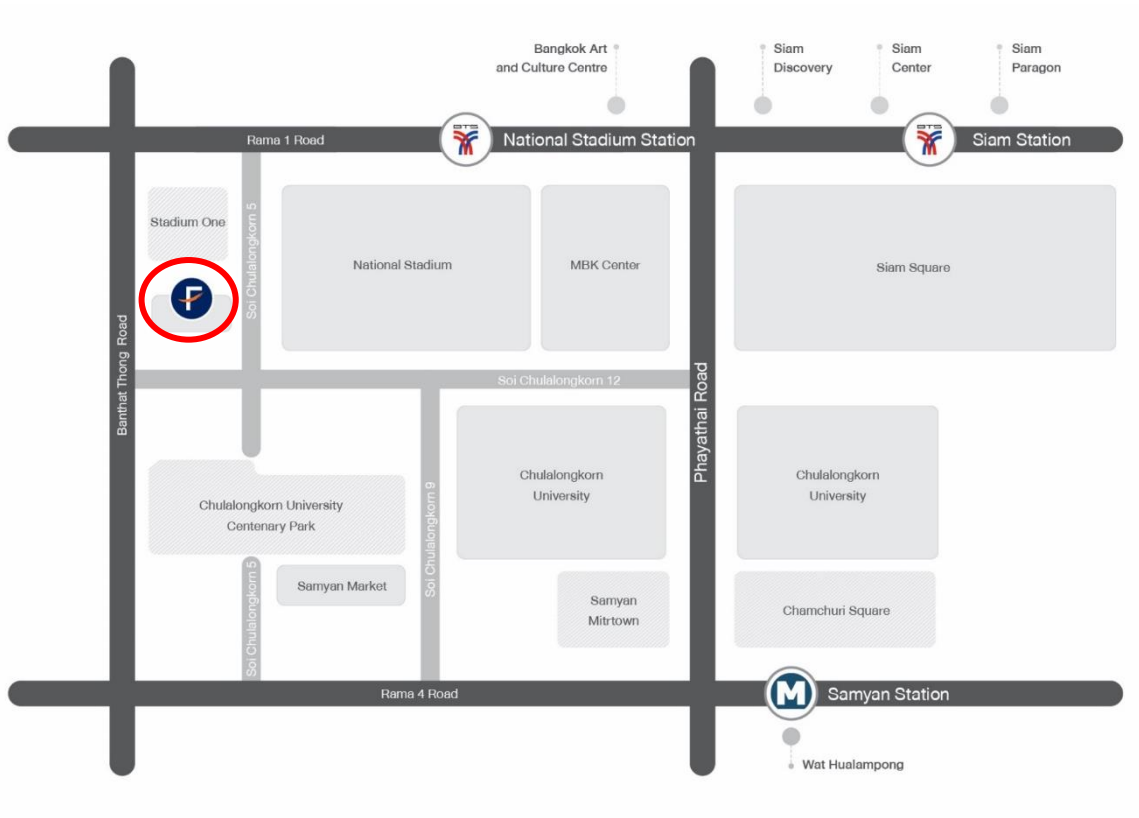 Bangkok Art
and Culture Centre
Siam
Discovery
Siam
Center
Siam
Paragon
Rama 1 Road
BTS
National Stadium Station
BTS
Siam Station
Stadium One
Soi Chulalongkorn 5
National Stadium
MBK Center
Siam Square
F
Banthat Thong Road
Soi Chulalongkorn 12
Phayathai Road
Chulalongkorn University
Centenary Park
Soi Chulalongkorn 9
Chulalongkorn
University
Chulalongkorn
University
Soi Chulalongkorn 5
Samyan Market
Samyan
Mitrtown
Chamchuri Square
Rama 4 Road
M
Samyan Station
Wat Hualampong